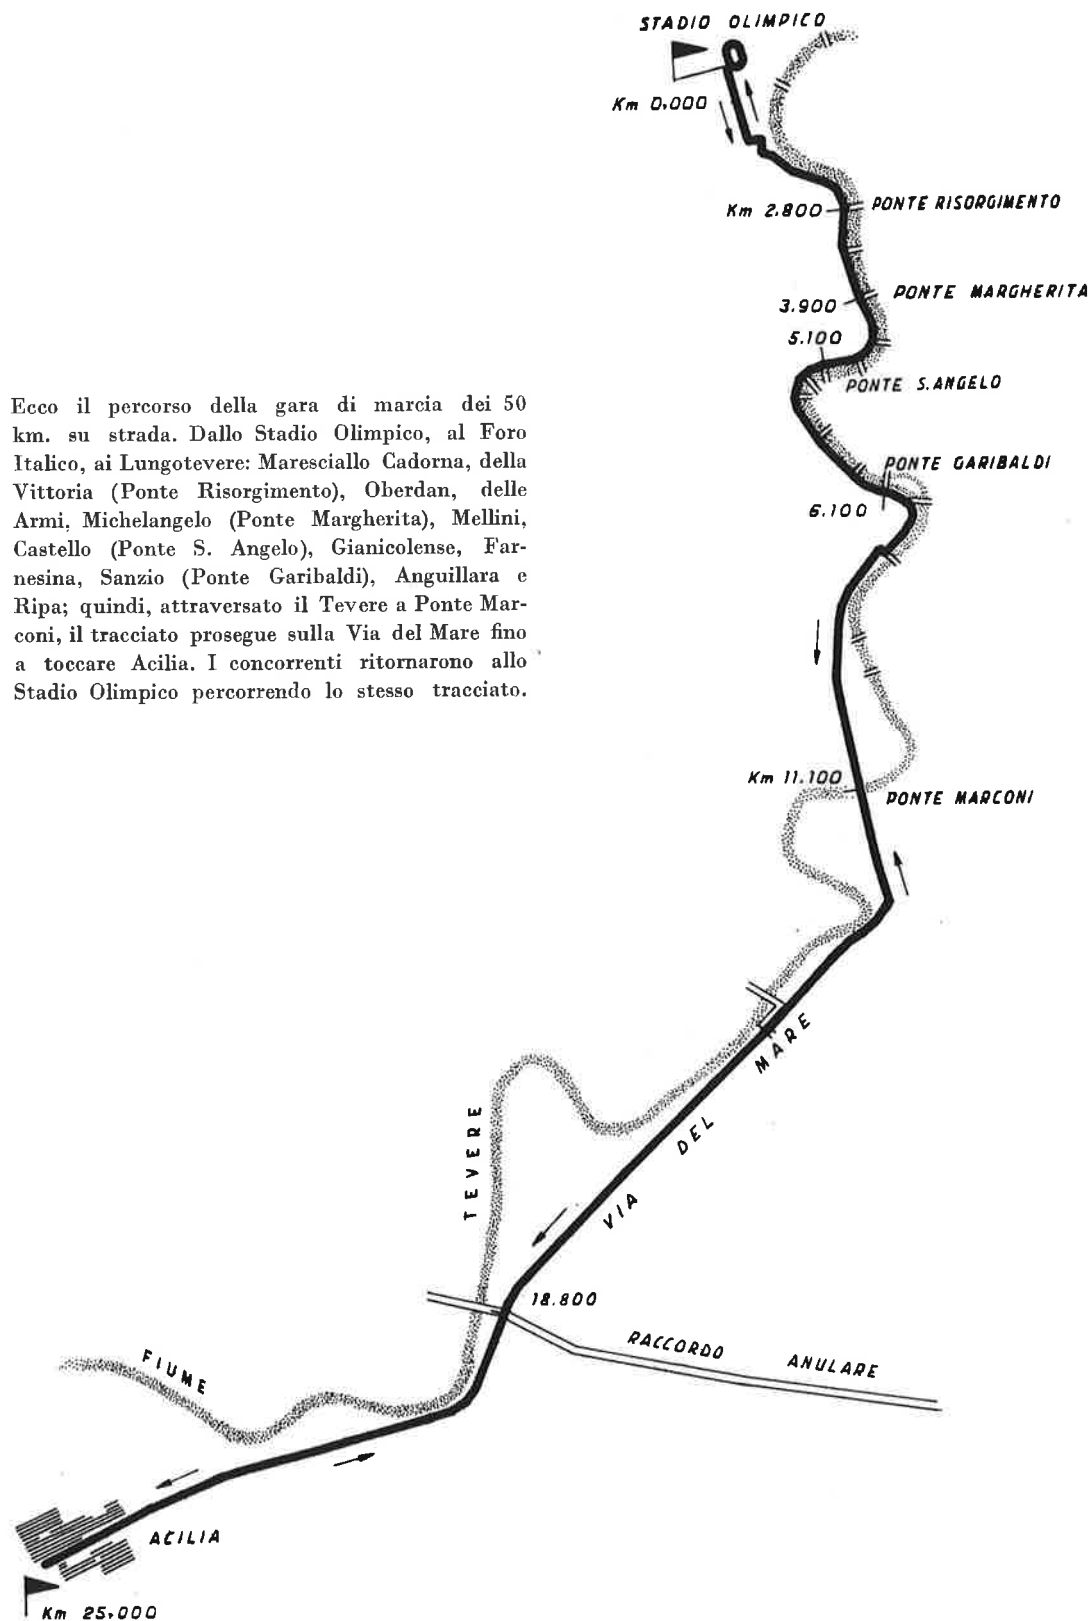 STADIO OLIMPICO
Km 0,000
Km 2.800
PONTE RISORGIMENTO
3.900
PONTE MARGHERITA
5.100
PONTE S. ANGELO
Ecco il percorso della gara di marcia dei 50
km. su strada. Dallo Stadio Olimpico, al Foro
Italico, ai Lungotevere: Maresciallo Cadorna, della
Vittoria (Ponte Risorgimento), Oberdan, delle
Armi, Michelangelo (Ponte Margherita), Mellini,
Castello (Ponte S. Angelo), Gianicolense, Far-
nesina, Sanzio (Ponte Garibaldi), Anguillara e
Ripa; quindi, attraversato il Tevere a Ponte Mar-
coni, il tracciato prosegue sulla Via del Mare fino
a toccare Acilia. I concorrenti ritornarono allo
Stadio Olimpico percorrendo lo stesso tracciato.
PONTE GARIBALDI
6.100
Km 11.100
PONTE MARCONI
VIA DEL MARE
FIUME TEVERE
18.800
RACCORDO ANULARE
ACILIA
Km 25,000